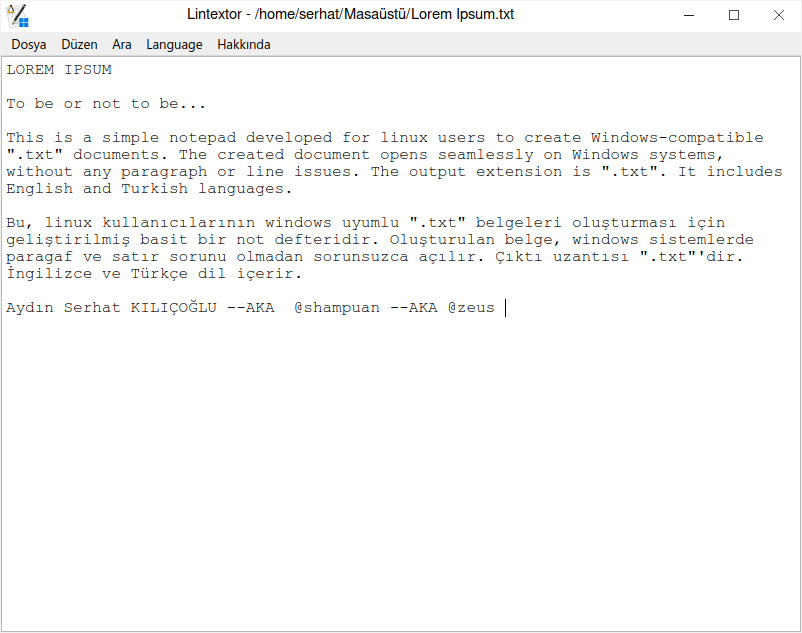 Lintextor - /home/serhat/Masaüstü/Lorem Ipsum.txt
Dosya Düzen Ara Language Hakkında
LOREM IPSUM
To be or not to be...
This is a simple notepad developed for linux users to create Windows-compatible
".txt" documents. The created document opens seamlessly on Windows systems,
without any paragraph or line issues. The output extension is ".txt". It includes
English and Turkish languages.
Bu, linux kullanıcılarının windows uyumlu ".txt" belgeleri oluşturması için
geliştirilmiş basit bir not defteridir. Oluşturulan belge, windows sistemlerde
paragaf ve satır sorunu olmadan sorunsuzca açılır. Çıktı uzantısı ".txt"'dir.
İngilizce ve Türkçe dil içerir.
Aydın Serhat KILIÇOĞLU --AKA  @shampuan --AKA @zeus